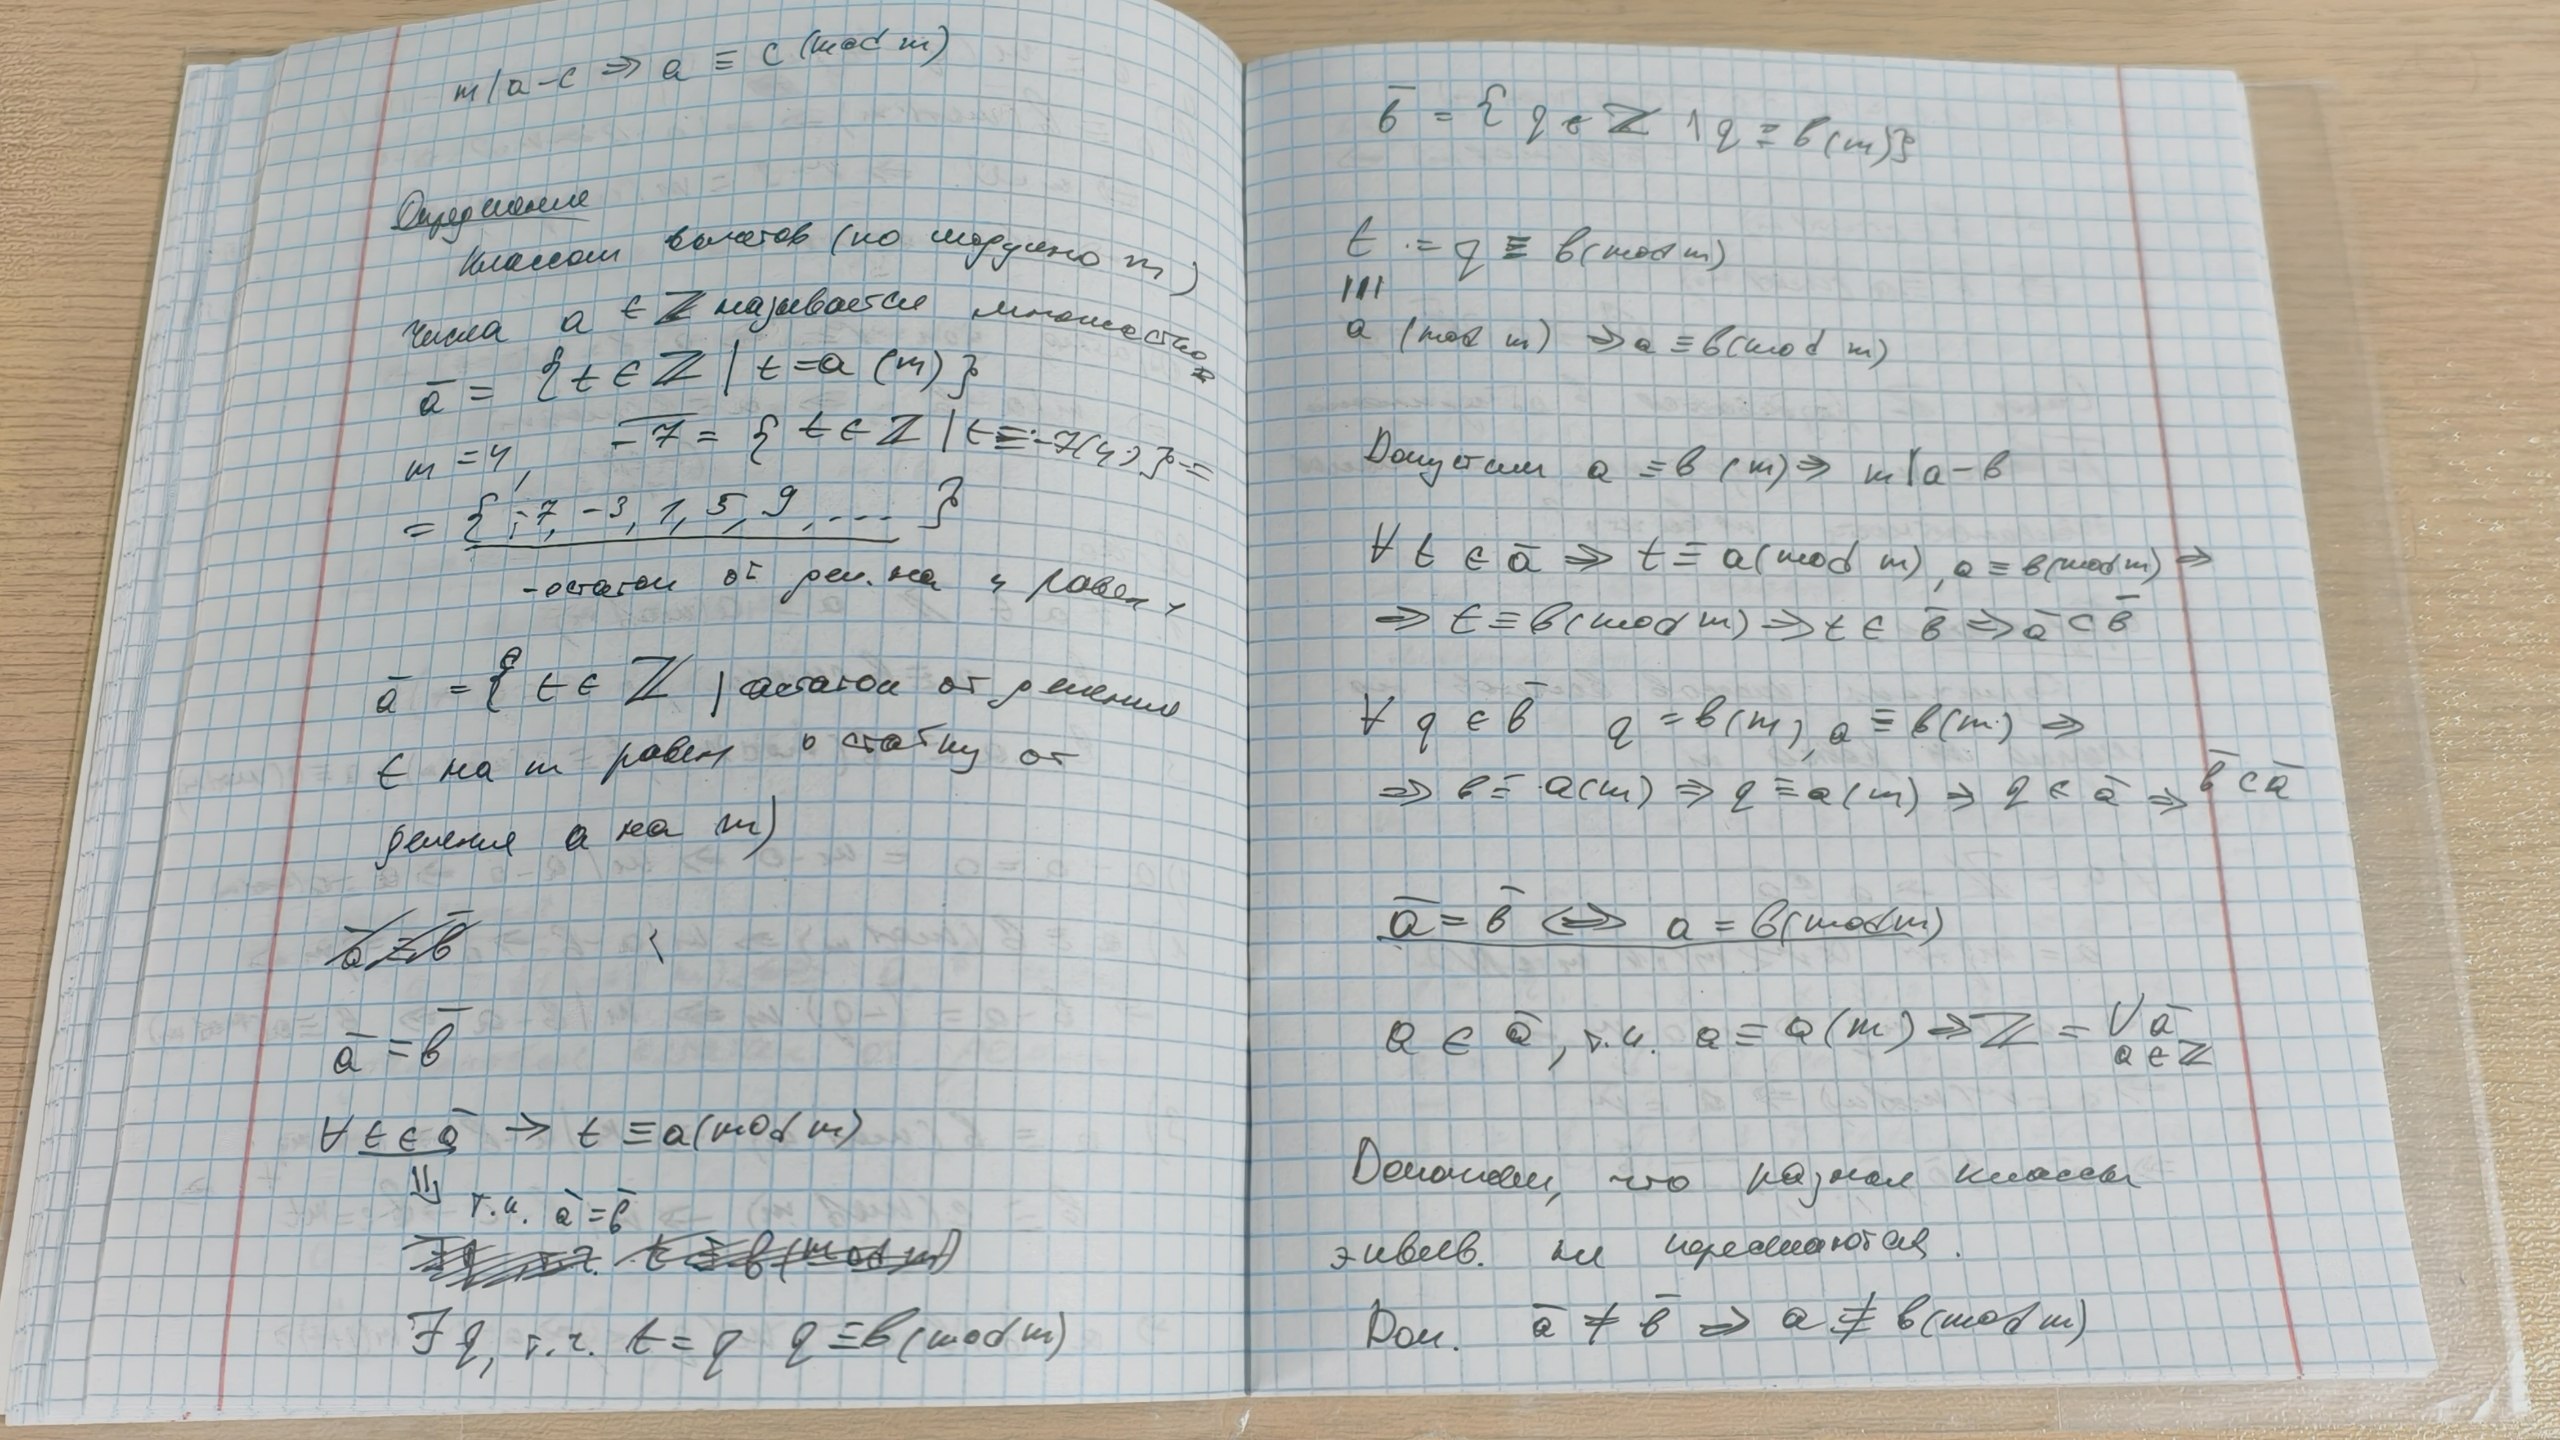 m | a - c ⇒ a ≡ c (mod m)
Определение
Классом вычетов (по модулю m)
числа a ∈ ℤ называется множество
a̅ = { t ∈ ℤ | t = a (m) }
m = 4, \overline{-7} = { t ∈ ℤ | t ≡ -7(4) } =
= { -7, -3, 1, 5, 9, ... }
- остаток от дел. на 4 равен 1
a̅ = { t ∈ ℤ | остаток от деления
t на m равен остатку от
деления a на m)
a̅ = b̅
∀ t ∈ a̅ → t ≡ a (mod m)
⇓ т.к. a̅ = b̅
∃ q, т.ч. t = q q ≡ b (mod m)
b̅ = { q ∈ ℤ | q ≡ b (m) }
t = q ≡ b (mod m)
|||
a (mod m) ⇒ a ≡ b (mod m)
Допустим a ≡ b (m) ⇒ m | a - b
∀ t ∈ a̅ ⇒ t ≡ a (mod m), a ≡ b (mod m) ⇒
⇒ t ≡ b (mod m) ⇒ t ∈ b̅ ⇒ a̅ ⊂ b̅
∀ q ∈ b̅ q = b (m), a ≡ b (m) ⇒
⇒ b ≡ a (m) ⇒ q ≡ a (m) ⇒ q ∈ a̅ ⇒ b̅ ⊂ a̅
a̅ = b̅ ⇔ a = b (mod m)
a ∈ a̅, т.к. a ≡ a (m) ⇒ ℤ = ∪ a̅
a ∈ ℤ
Докажем, что разные классы
эквив. не пересекаются.
Док. a̅ ≠ b̅ ⇒ a ≢ b (mod m)